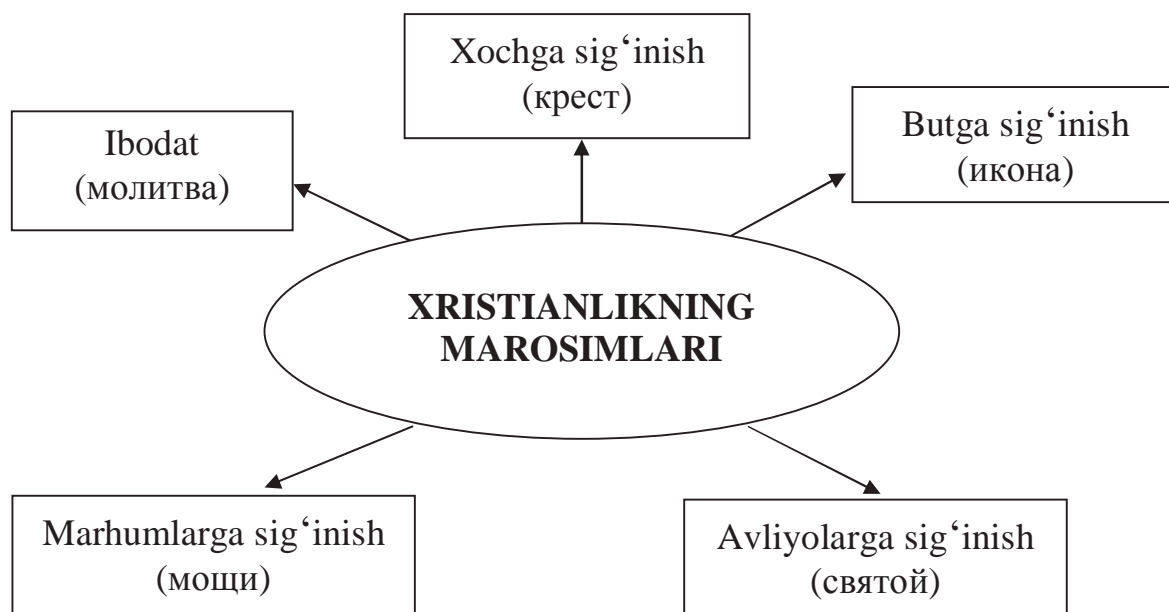 Xochga sig‘inish
(крест)
Ibodat
(молитва)
Butga sig‘inish
(икона)
XRISTIANLIKNING
MAROSIMLARI
Marhumlarga sig‘inish
(мощи)
Avliyolarga sig‘inish
(святой)